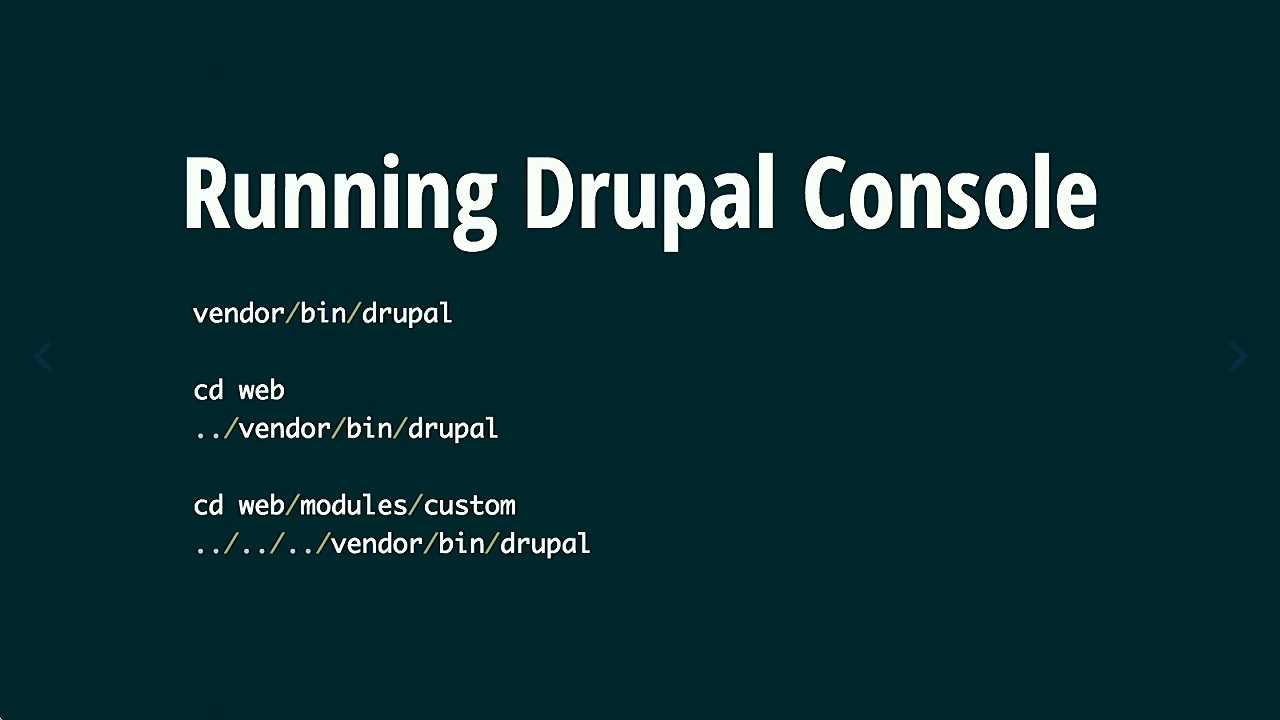 Running Drupal Console
vendor/bin/drupal
cd web
../vendor/bin/drupal
cd web/modules/custom
../../../vendor/bin/drupal